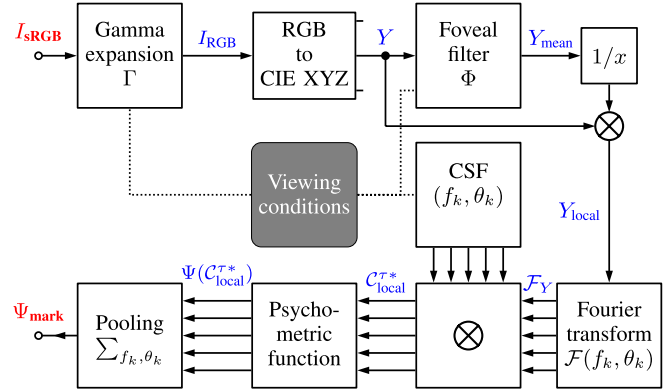 I_sRGB
Gamma
expansion
Γ
I_RGB
RGB
to
CIE XYZ
Y
Foveal
filter
Φ
Y_mean
1/x
Viewing
conditions
CSF
(f_k, θ_k)
Y_local
Ψ_mark
Pooling
∑_{f_k, θ_k}
Ψ(C_local^{τ*})
Psycho-
metric
function
C_local^{τ*}
F_Y
Fourier
transform
F(f_k, θ_k)